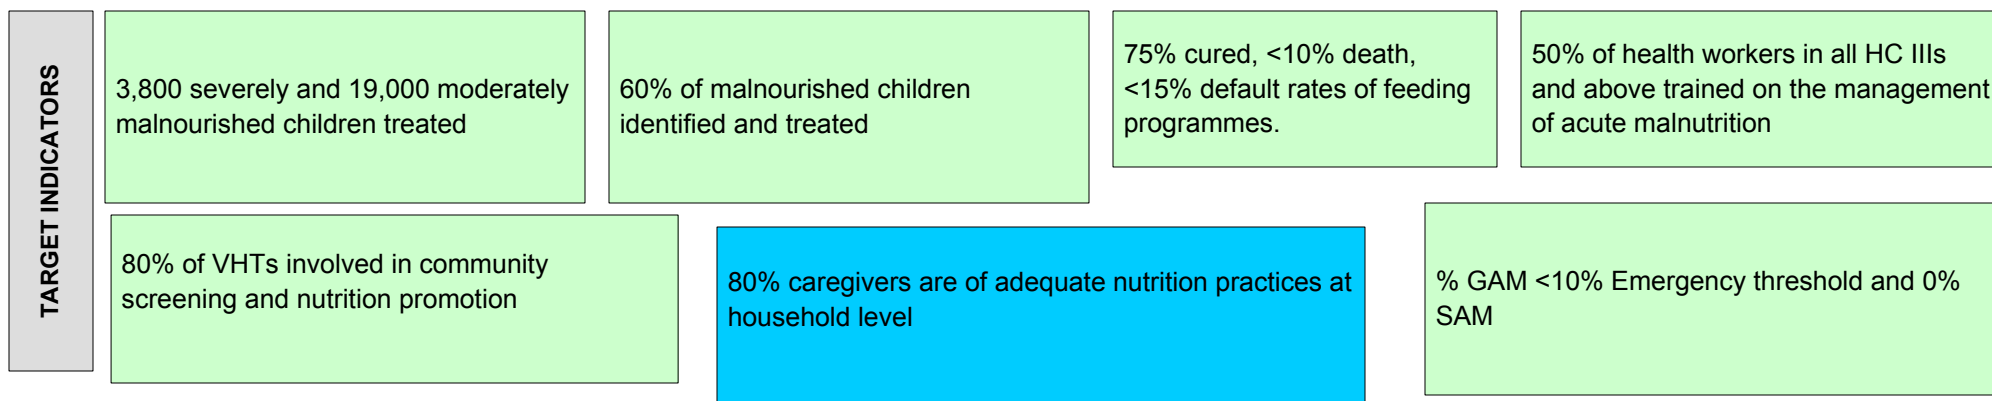 TARGET INDICATORS
3,800 severely and 19,000 moderately
malnourished children treated
60% of malnourished children
identified and treated
75% cured, <10% death,
<15% default rates of feeding
programmes.
50% of health workers in all HC IIIs
and above trained on the management
of acute malnutrition
80% of VHTs involved in community
screening and nutrition promotion
80% caregivers are of adequate nutrition practices at
household level
% GAM <10% Emergency threshold and 0%
SAM